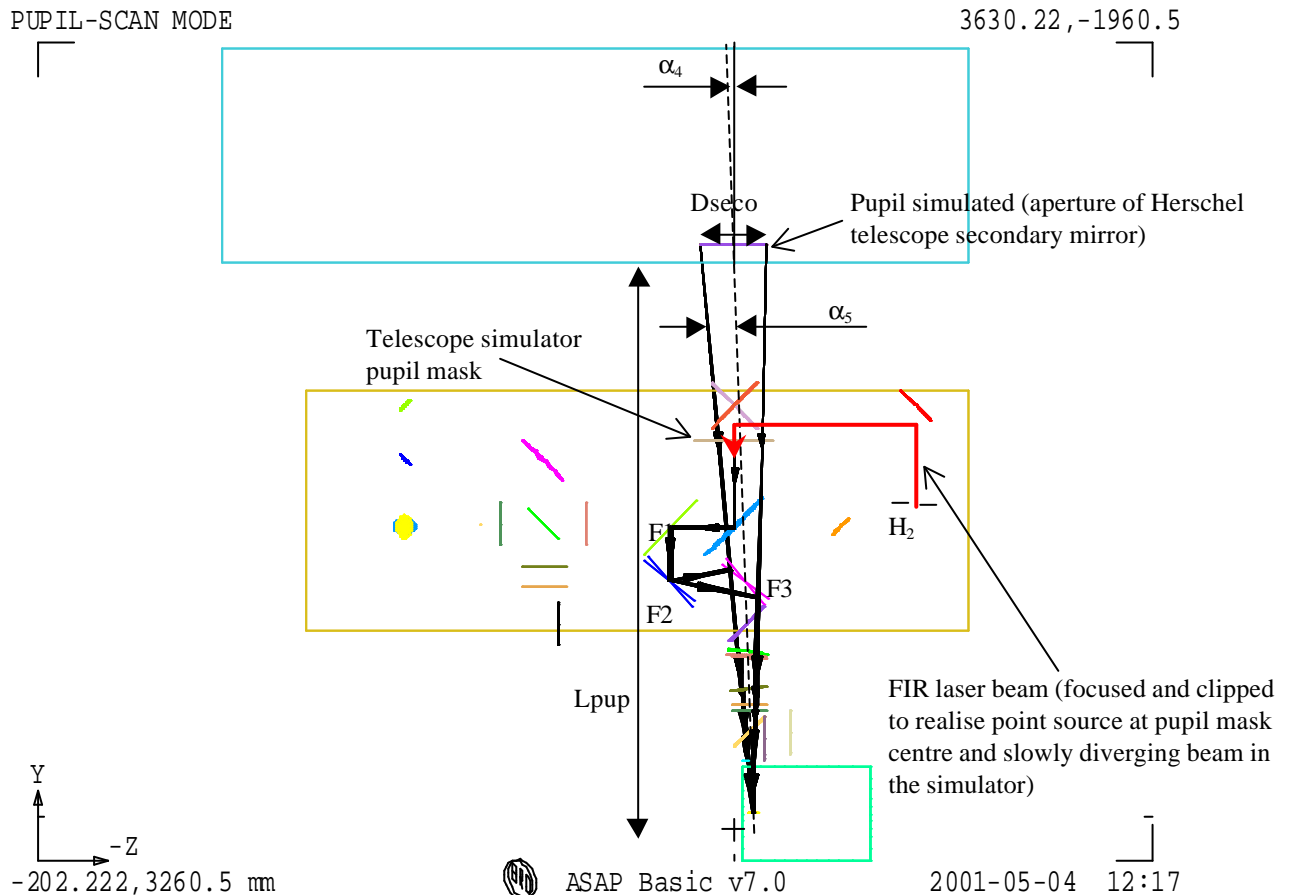 PUPIL-SCAN MODE
3630.22,-1960.5
α4
Dseco
Pupil simulated (aperture of Herschel
telescope secondary mirror)
α5
Telescope simulator
pupil mask
H2
F1
F3
F2
Lpup
FIR laser beam (focused and clipped
to realise point source at pupil mask
centre and slowly diverging beam in
the simulator)
Y
-Z
-202.222,3260.5 mm
ASAP Basic v7.0
2001-05-04 12:17